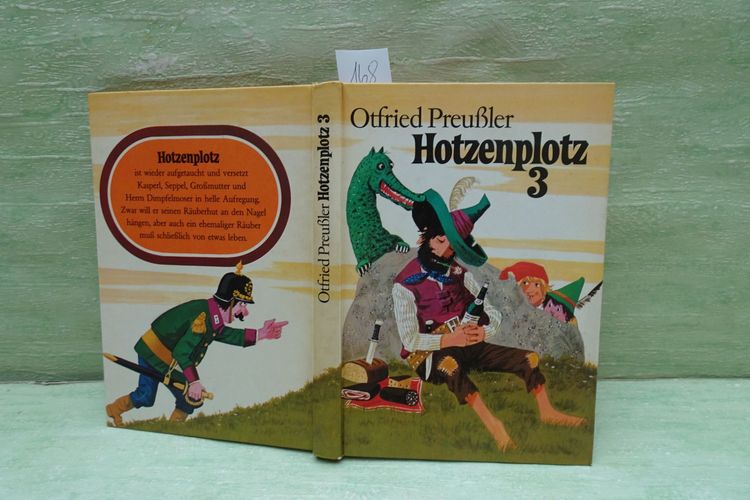 168
Hotzenplotz
ist wieder aufgetaucht und versetzt
Kasperl, Seppel, Großmutter und
Herrn Dimpfelmoser in helle Aufregung.
Zwar will er seinen Räuberhut an den Nagel
hängen, aber auch ein ehemaliger Räuber
muß schließlich von etwas leben.
Otfried Preußler Hotzenplotz 3
Otfried Preußler
Hotzenplotz
3